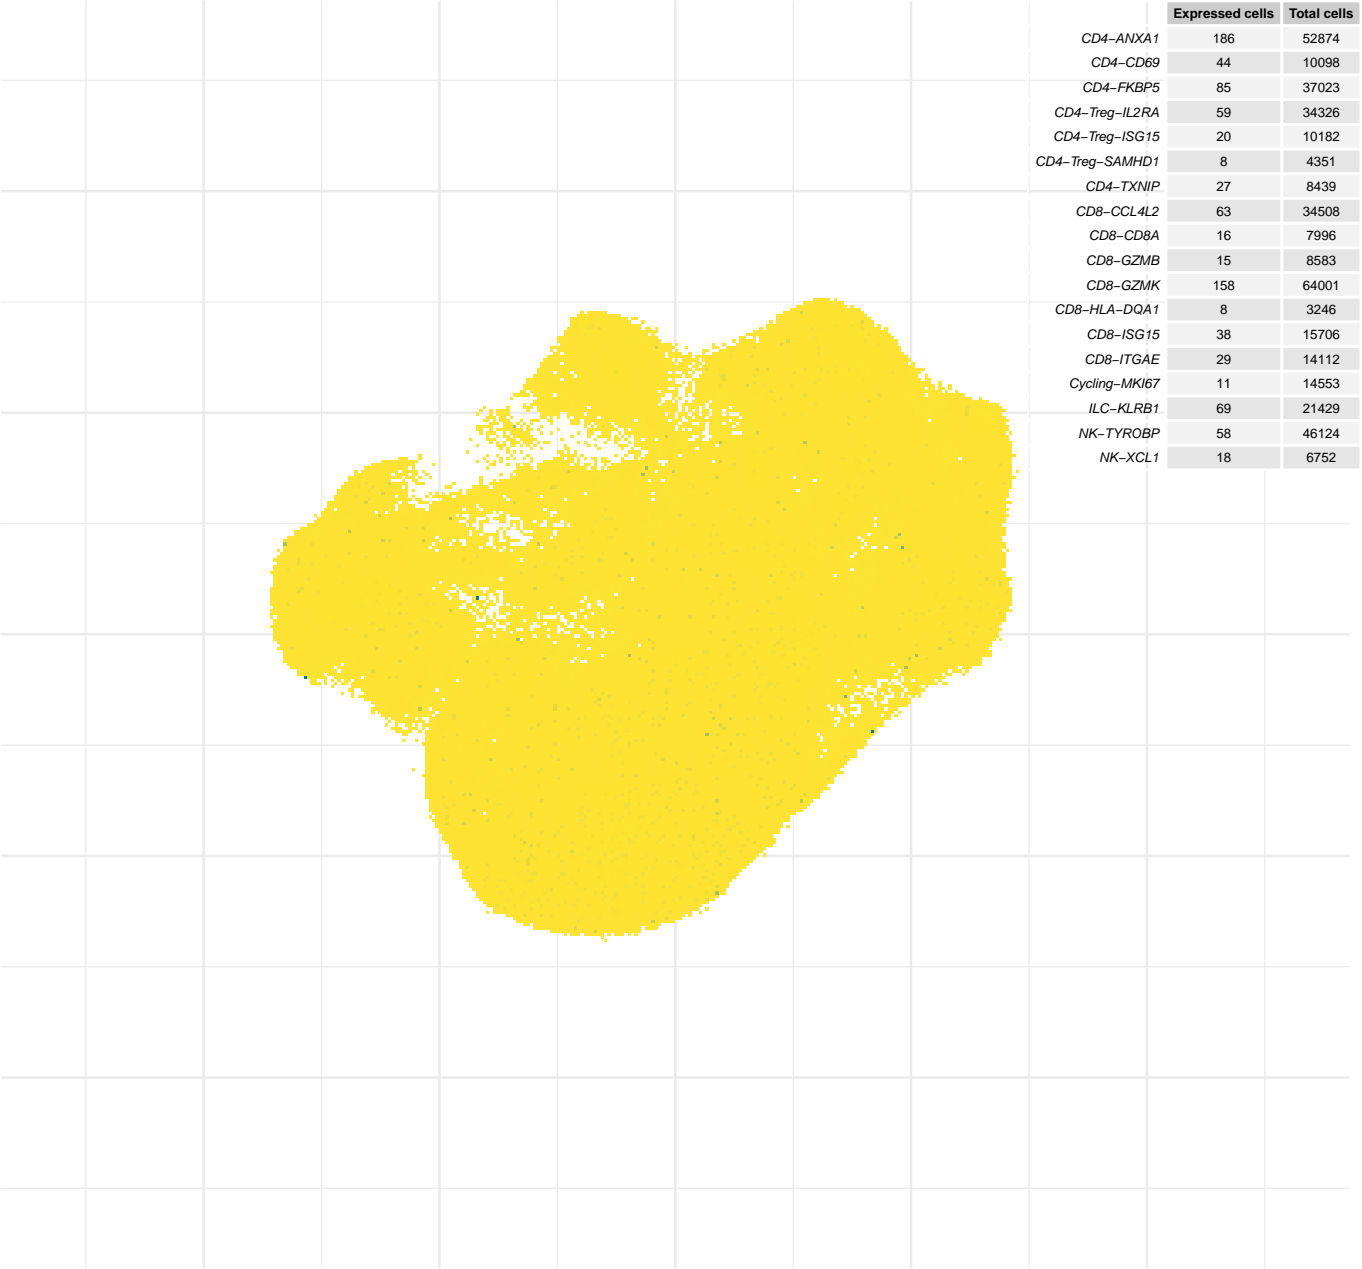 Expressed cells Total cells
CD4−ANXA1 186 52874
CD4−CD69 44 10098
CD4−FKBP5 85 37023
CD4−Treg−IL2RA 59 34326
CD4−Treg−ISG15 20 10182
CD4−Treg−SAMHD1 8 4351
CD4−TXNIP 27 8439
CD8−CCL4L2 63 34508
CD8−CD8A 16 7996
CD8−GZMB 15 8583
CD8−GZMK 158 64001
CD8−HLA−DQA1 8 3246
CD8−ISG15 38 15706
CD8−ITGAE 29 14112
Cycling−MKI67 11 14553
ILC−KLRB1 69 21429
NK−TYROBP 58 46124
NK−XCL1 18 6752